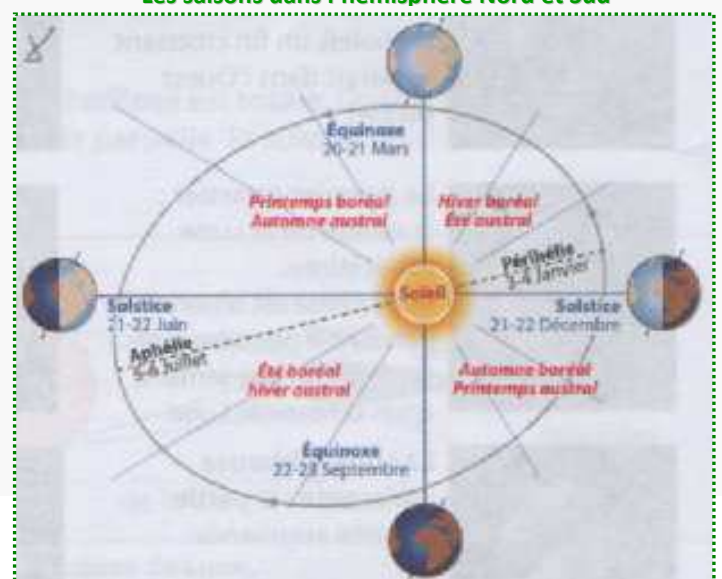 Les saisons dans l'hémisphère Nord et Sud
Équinoxe
20-21 Mars
Printemps boréal
Automne austral
Hiver boréal
Été austral
Périhélie
3-4 Janvier
Soleil
Solstice
21-22 Juin
Solstice
21-22 Décembre
Aphélie
5-6 Juillet
Été boréal
hiver austral
Automne boréal
Printemps austral
Équinoxe
22-23 Septembre